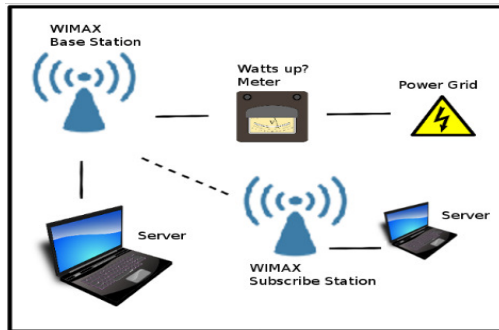 WIMAX
Base Station
Watts up?
Meter
Power Grid
Server
Server
WIMAX
Subscribe Station